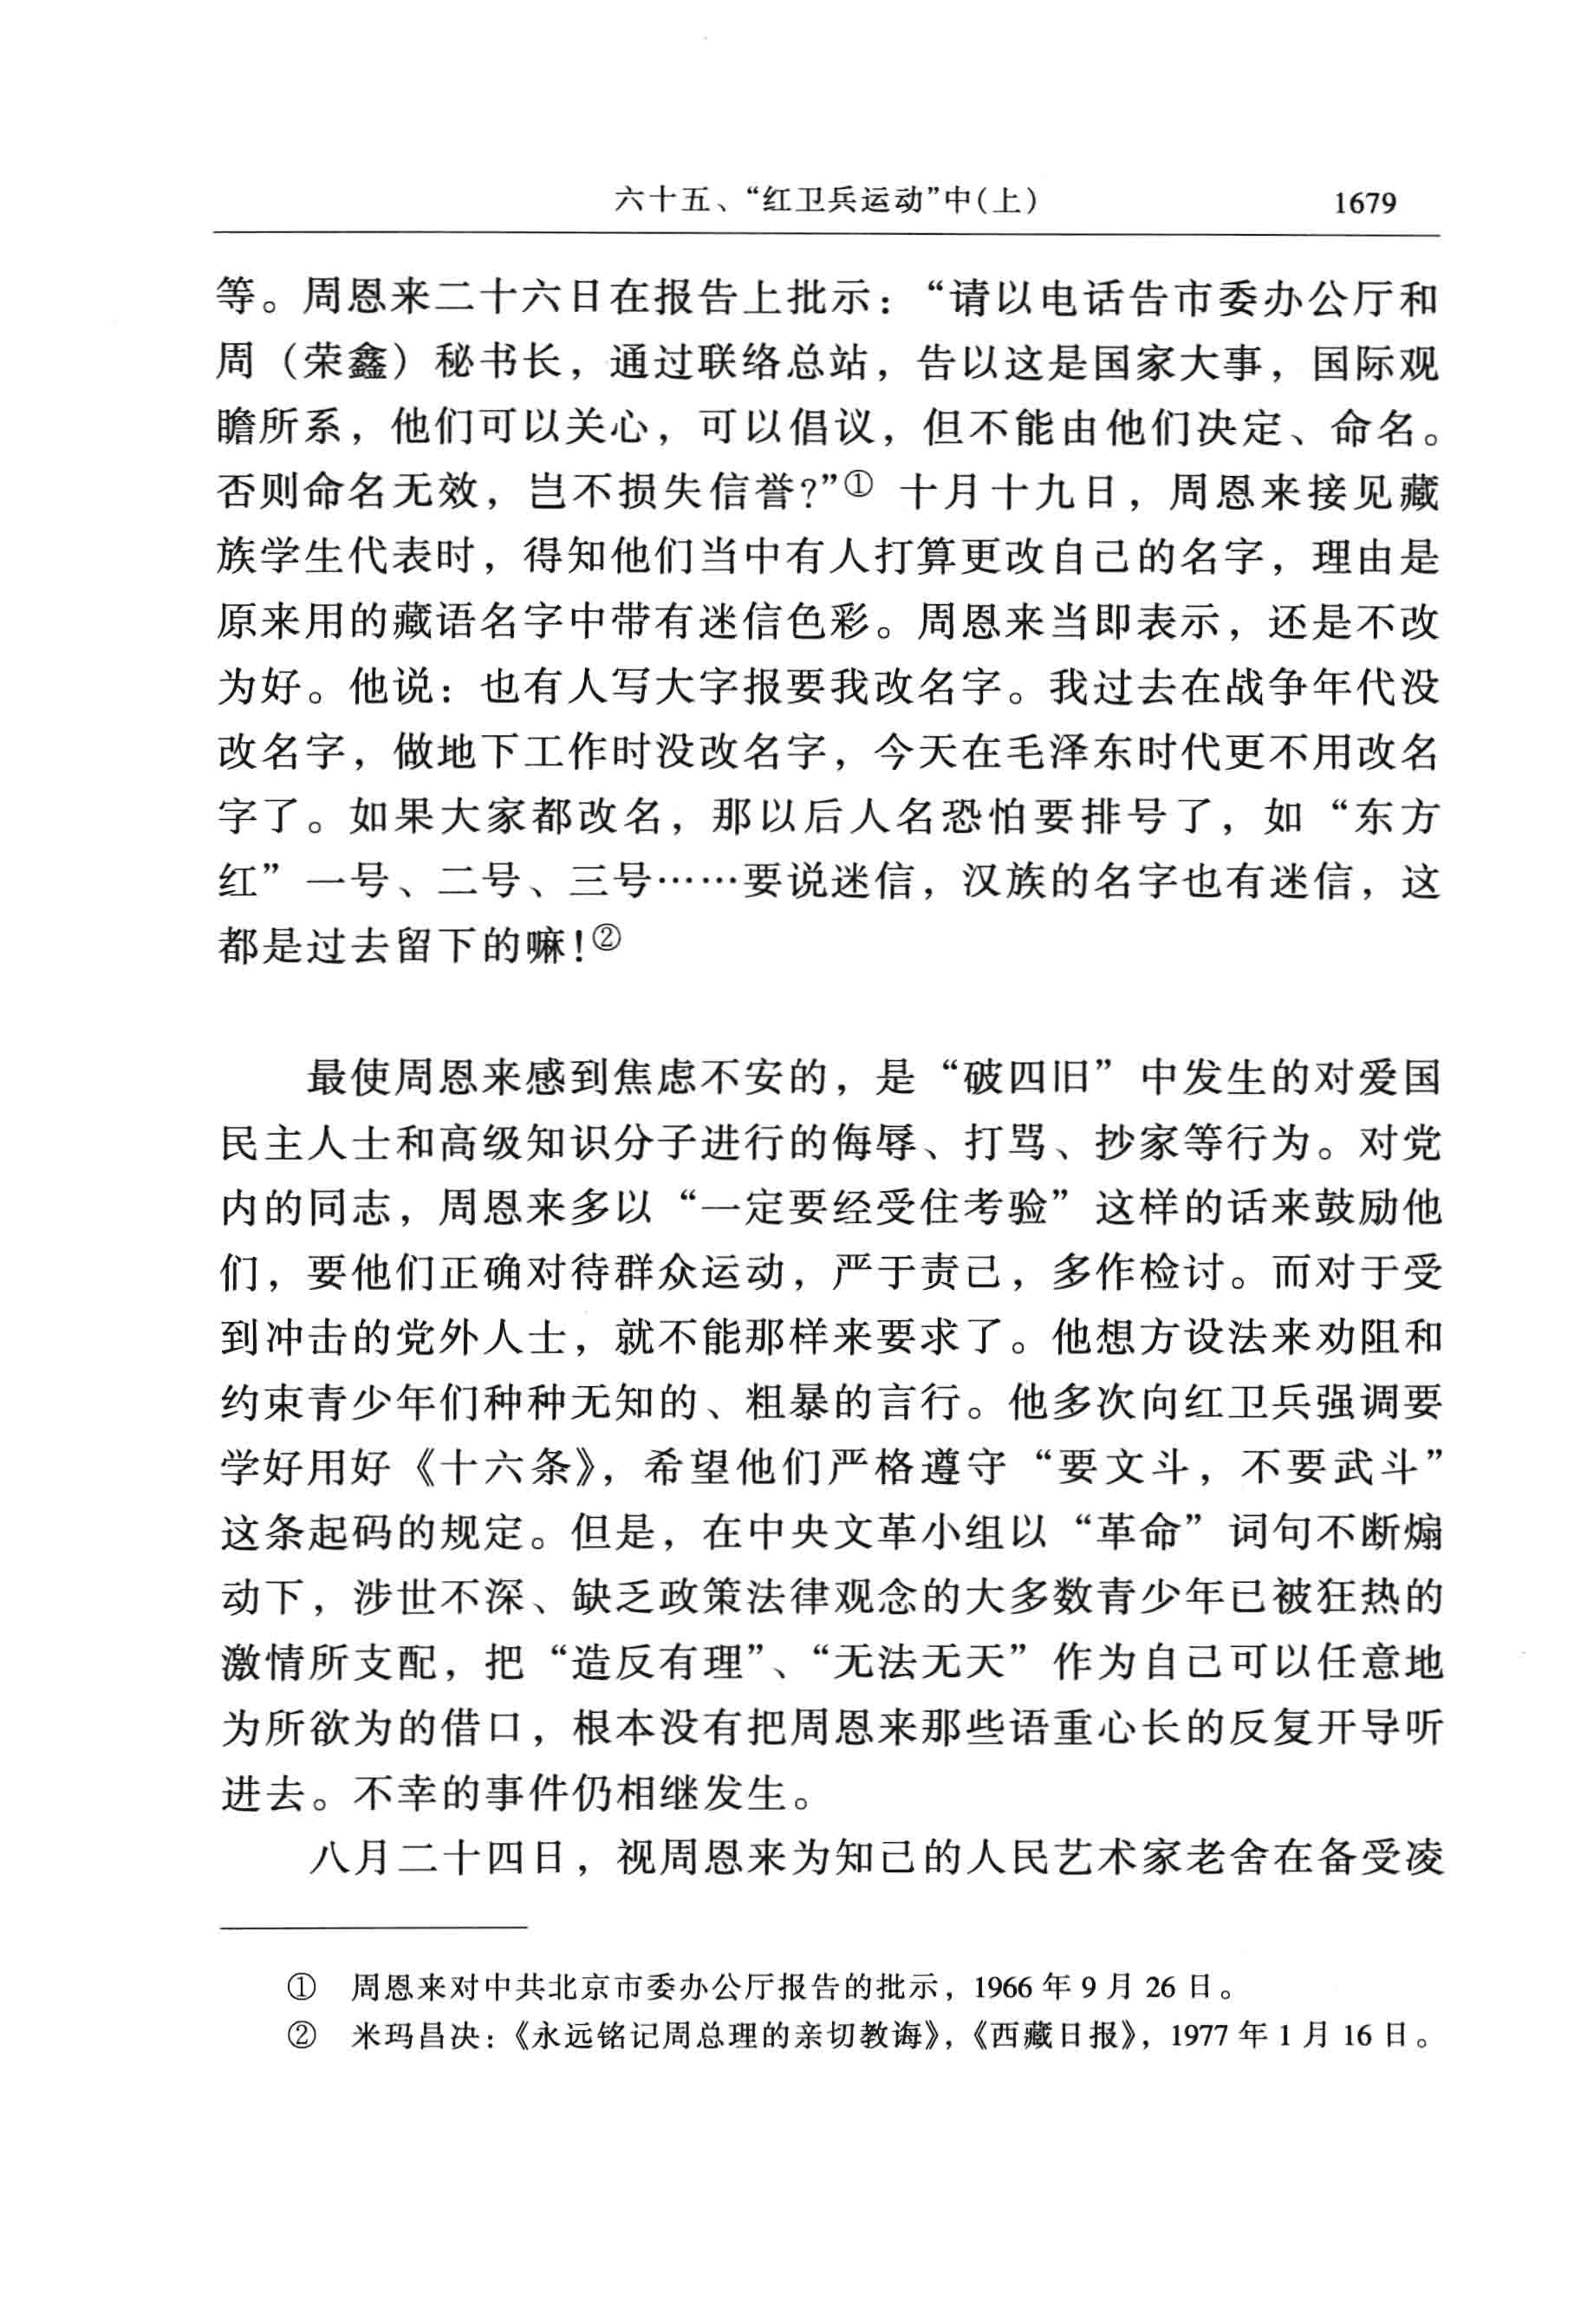 六十五、“红卫兵运动”中(上) 1679
等。周恩来二十六日在报告上批示：“请以电话告市委办公厅和
周（荣鑫）秘书长，通过联络总站，告以这是国家大事，国际观
瞻所系，他们可以关心，可以倡议，但不能由他们决定、命名。
否则命名无效，岂不损失信誉?”① 十月十九日，周恩来接见藏
族学生代表时，得知他们当中有人打算更改自己的名字，理由是
原来用的藏语名字中带有迷信色彩。周恩来当即表示，还是不改
为好。他说：也有人写大字报要我改名字。我过去在战争年代没
改名字，做地下工作时没改名字，今天在毛泽东时代更不用改名
字了。如果大家都改名，那以后人名恐怕要排号了，如“东方
红”一号、二号、三号……要说迷信，汉族的名字也有迷信，这
都是过去留下的嘛!②
最使周恩来感到焦虑不安的，是“破四旧”中发生的对爱国
民主人士和高级知识分子进行的侮辱、打骂、抄家等行为。对党
内的同志，周恩来多以“一定要经受住考验”这样的话来鼓励他
们，要他们正确对待群众运动，严于责己，多作检讨。而对于受
到冲击的党外人士，就不能那样来要求了。他想方设法来劝阻和
约束青少年们种种无知的、粗暴的言行。他多次向红卫兵强调要
学好用好《十六条》，希望他们严格遵守“要文斗，不要武斗”
这条起码的规定。但是，在中央文革小组以“革命”词句不断煽
动下，涉世不深、缺乏政策法律观念的大多数青少年已被狂热的
激情所支配，把“造反有理”、“无法无天”作为自己可以任意地
为所欲为的借口，根本没有把周恩来那些语重心长的反复开导听
进去。不幸的事件仍相继发生。
八月二十四日，视周恩来为知己的人民艺术家老舍在备受凌
① 周恩来对中共北京市委办公厅报告的批示，1966 年 9 月 26 日。
② 米玛昌决：《永远铭记周总理的亲切教诲》，《西藏日报》，1977 年 1 月 16 日。